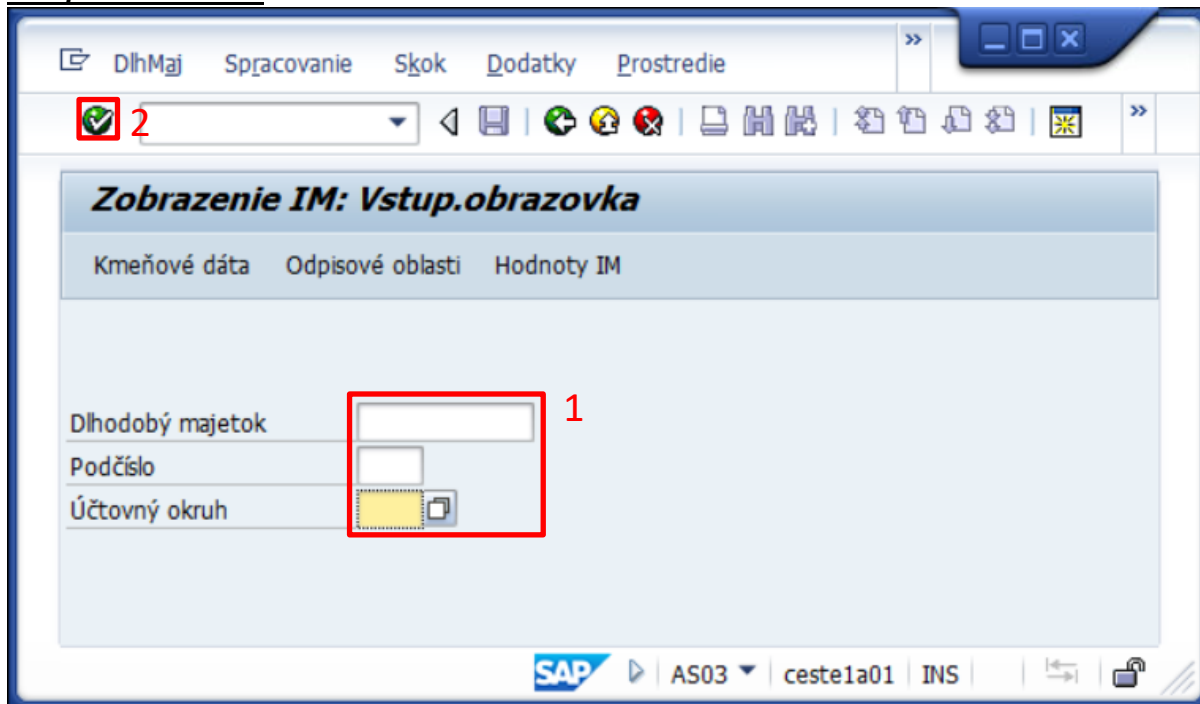 DlhMaj Spracovanie Skok Dodatky Prostredie »
2 »
Zobrazenie IM: Vstup.obrazovka
Kmeňové dáta Odpisové oblasti Hodnoty IM
Dlhodobý majetok
1
Podčíslo
Účtovný okruh
SAP AS03 ceste1a01 INS